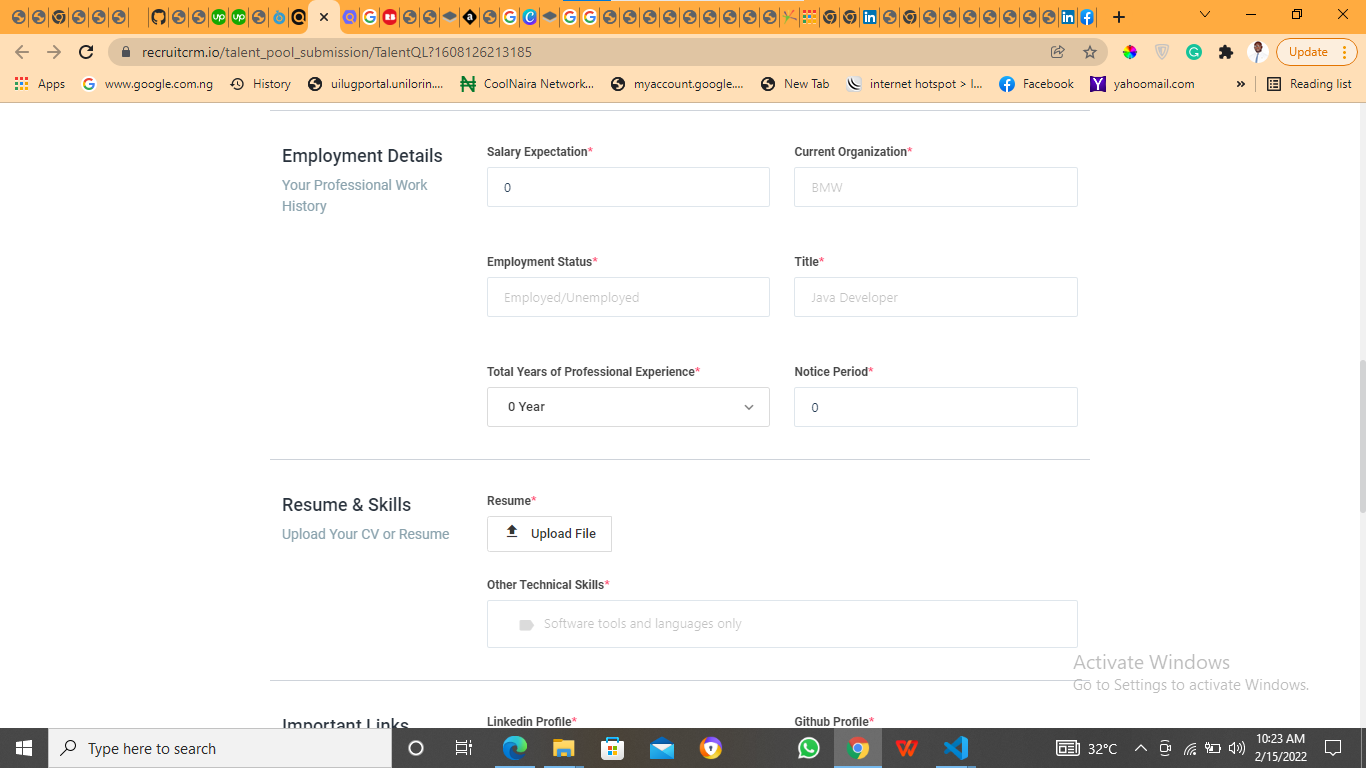 recruitcrm.io/talent_pool_submission/TalentQL?1608126213185
Update
Apps
www.google.com.ng
History
uilugportal.unilorin....
CoolNaira Network...
myaccount.google....
New Tab
internet hotspot > I...
Facebook
yahoomail.com
»
Reading list
Employment Details
Your Professional Work
History
Salary Expectation*
0
Current Organization*
BMW
Employment Status*
Employed/Unemployed
Title*
Java Developer
Total Years of Professional Experience*
0 Year
Notice Period*
0
Resume & Skills
Upload Your CV or Resume
Resume*
Upload File
Other Technical Skills*
Software tools and languages only
Activate Windows
Go to Settings to activate Windows.
Important Links
Linkedin Profile*
Github Profile*
Type here to search
32°C
10:23 AM
2/15/2022